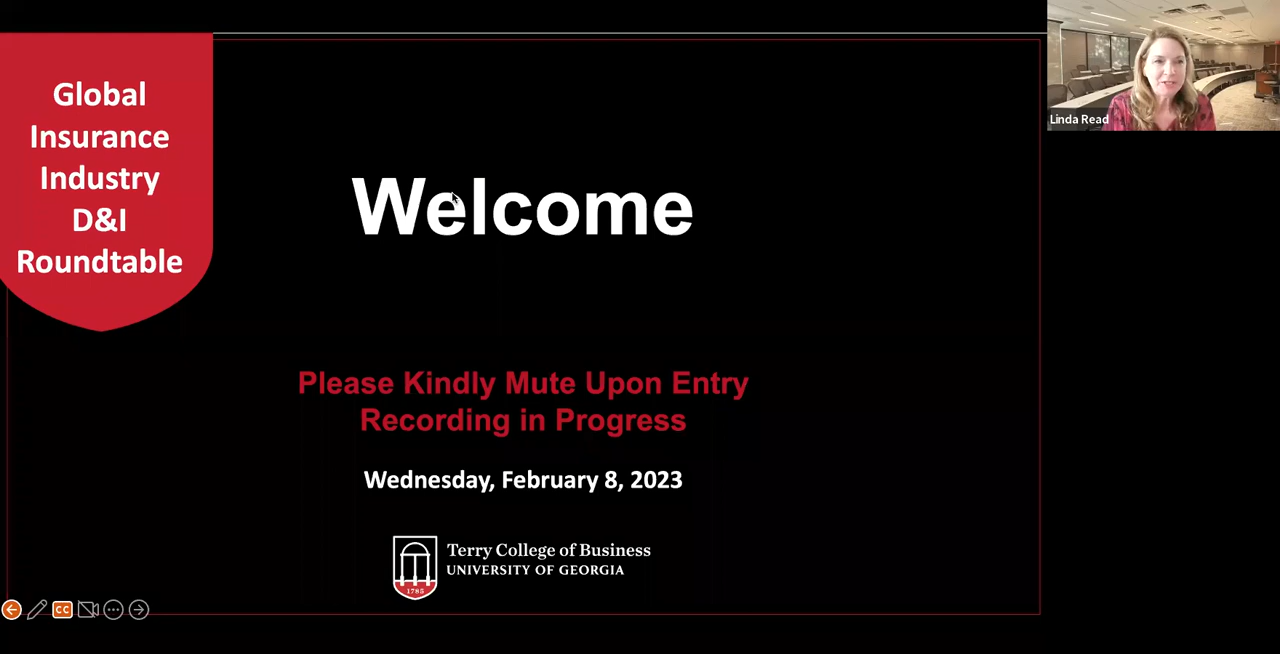 Global
Insurance
Industry
D&I
Roundtable
Welcome
Linda Read
Please Kindly Mute Upon Entry
Recording in Progress
Wednesday, February 8, 2023
Terry College of Business
UNIVERSITY OF GEORGIA
1785
CC